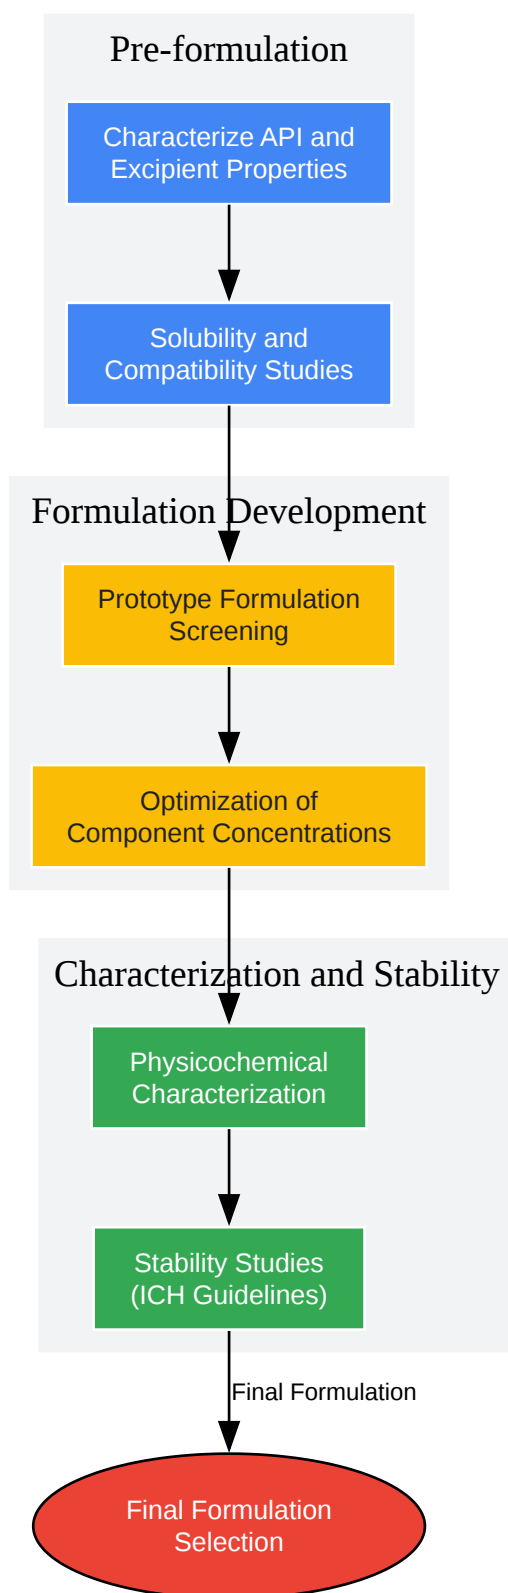 Pre-formulation
Characterize API and
Excipient Properties
Solubility and
Compatibility Studies
Formulation Development
Prototype Formulation
Screening
Optimization of
Component Concentrations
Characterization and Stability
Physicochemical
Characterization
Stability Studies
(ICH Guidelines)
Final Formulation
Final Formulation
Selection